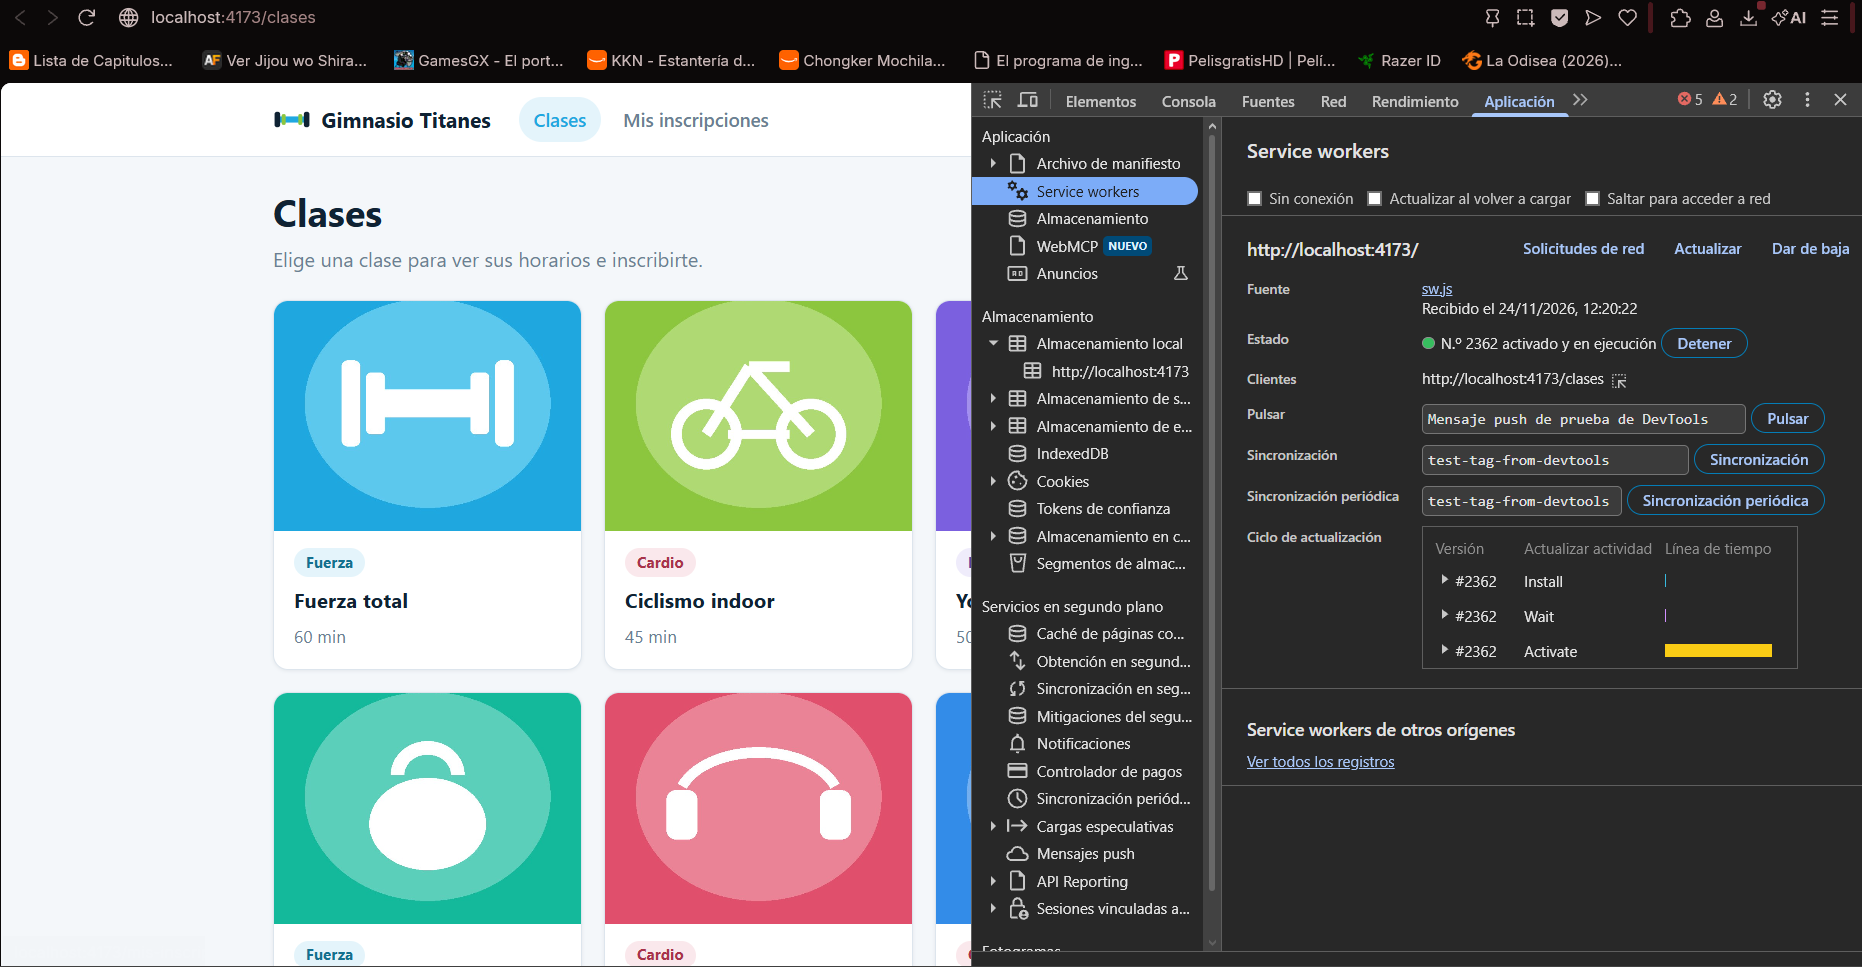 localhost:4173/clases
AI
Lista de Capitulos...
AF
Ver Jijou wo Shira...
GamesGX - El port...
KKN - Estantería d...
Chongker Mochila...
El programa de ing...
P
PelisgratisHD | Pelí...
Razer ID
La Odisea (2026)...
Gimnasio Titanes
Clases
Mis inscripciones
Clases
Elige una clase para ver sus horarios e inscribirte.
Fuerza
Fuerza total
60 min
Cardio
Ciclismo indoor
45 min
Fuerza
Cardio
Elementos
Consola
Fuentes
Red
Rendimiento
Aplicación
5
2
Aplicación
Archivo de manifiesto
Service workers
Almacenamiento
WebMCP NUEVO
Anuncios
Almacenamiento
Almacenamiento local
http://localhost:4173
Almacenamiento de s...
Almacenamiento de e...
IndexedDB
Cookies
Tokens de confianza
Almacenamiento en c...
Segmentos de almac...
Servicios en segundo plano
Caché de páginas co...
Obtención en segund...
Sincronización en seg...
Mitigaciones del segu...
Notificaciones
Controlador de pagos
Sincronización periód...
Cargas especulativas
Mensajes push
API Reporting
Sesiones vinculadas a...
Fotogramas
Service workers
Sin conexión
Actualizar al volver a cargar
Saltar para acceder a red
http://localhost:4173/
Solicitudes de red
Actualizar
Dar de baja
Fuente
sw.js
Recibido el 24/11/2026, 12:20:22
Estado
N.º 2362 activado y en ejecución
Detener
Clientes
http://localhost:4173/clases
Pulsar
Mensaje push de prueba de DevTools
Pulsar
Sincronización
test-tag-from-devtools
Sincronización
Sincronización periódica
test-tag-from-devtools
Sincronización periódica
Ciclo de actualización
Versión
Actualizar actividad
Línea de tiempo
#2362
Install
#2362
Wait
#2362
Activate
Service workers de otros orígenes
Ver todos los registros